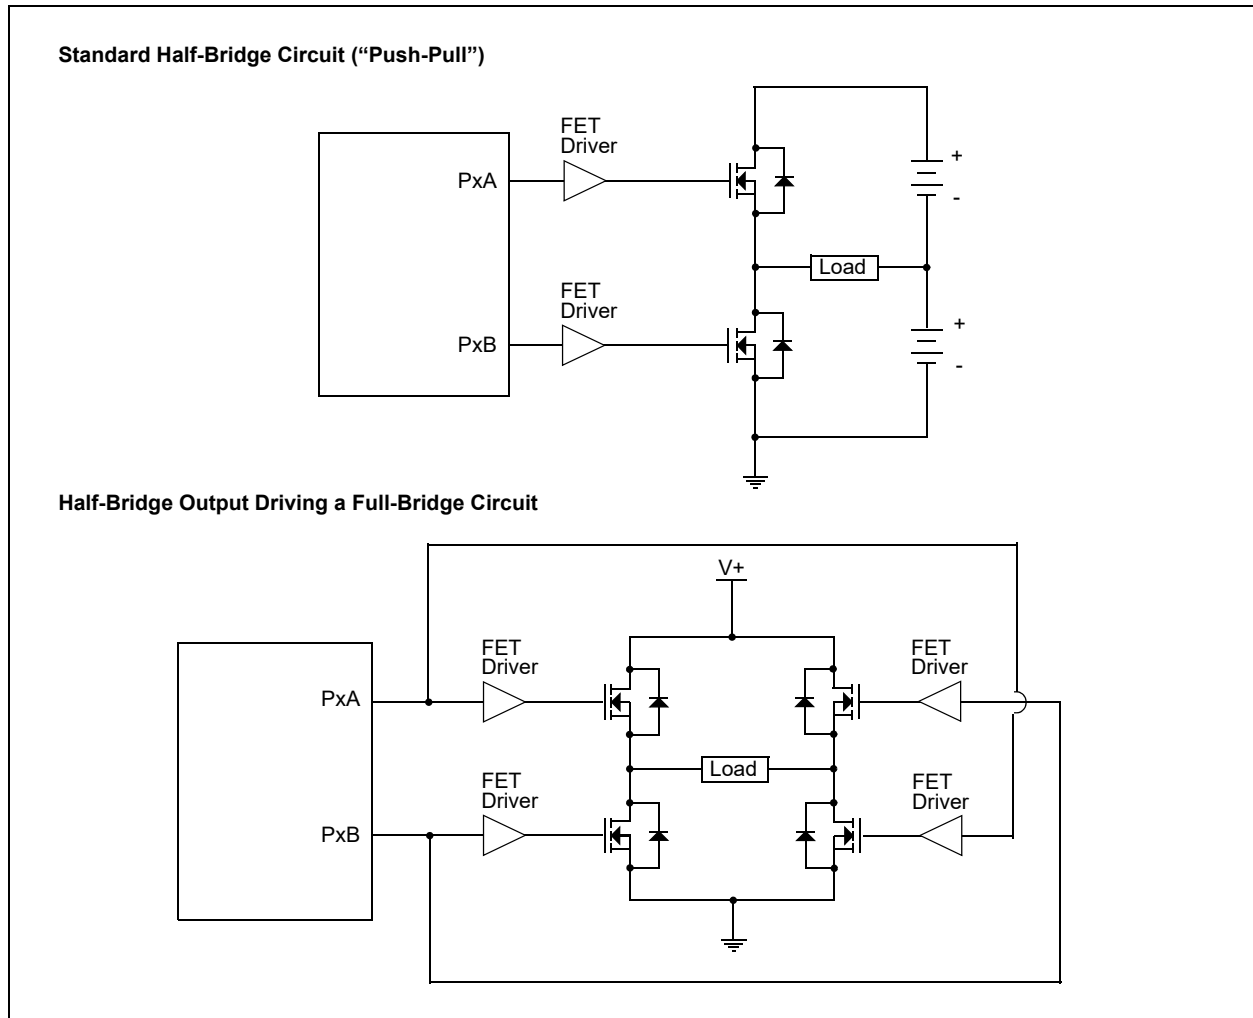 Standard Half-Bridge Circuit (“Push-Pull”)
FET
Driver
PxA
+
-
Load
FET
Driver
PxB
+
-
Half-Bridge Output Driving a Full-Bridge Circuit
V+
FET
Driver
FET
Driver
PxA
Load
FET
Driver
FET
Driver
PxB